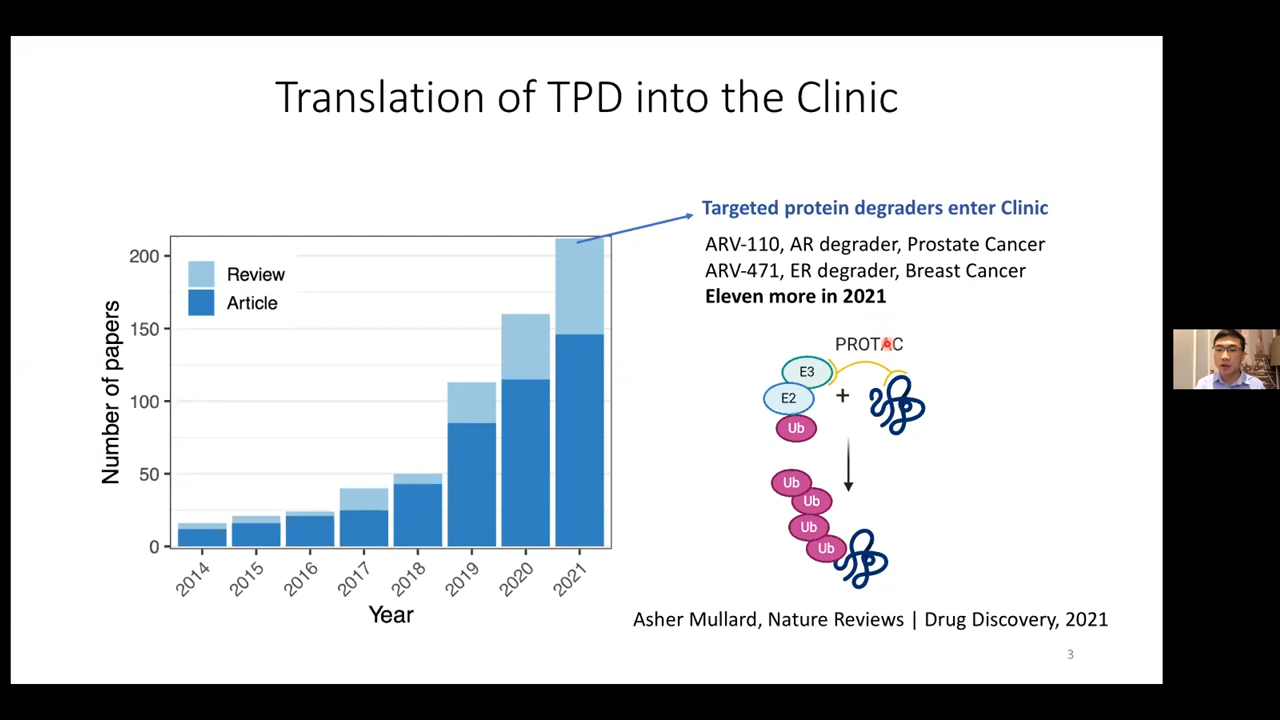 Translation of TPD into the Clinic
Targeted protein degraders enter Clinic
ARV-110, AR degrader, Prostate Cancer
ARV-471, ER degrader, Breast Cancer
Eleven more in 2021
Number of papers
200
150
100
50
0
Review
Article
2014
2015
2016
2017
2018
2019
2020
2021
Year
PROTAC
E3
E2
+
Ub
Ub
Ub
Ub
Ub
Asher Mullard, Nature Reviews | Drug Discovery, 2021
3